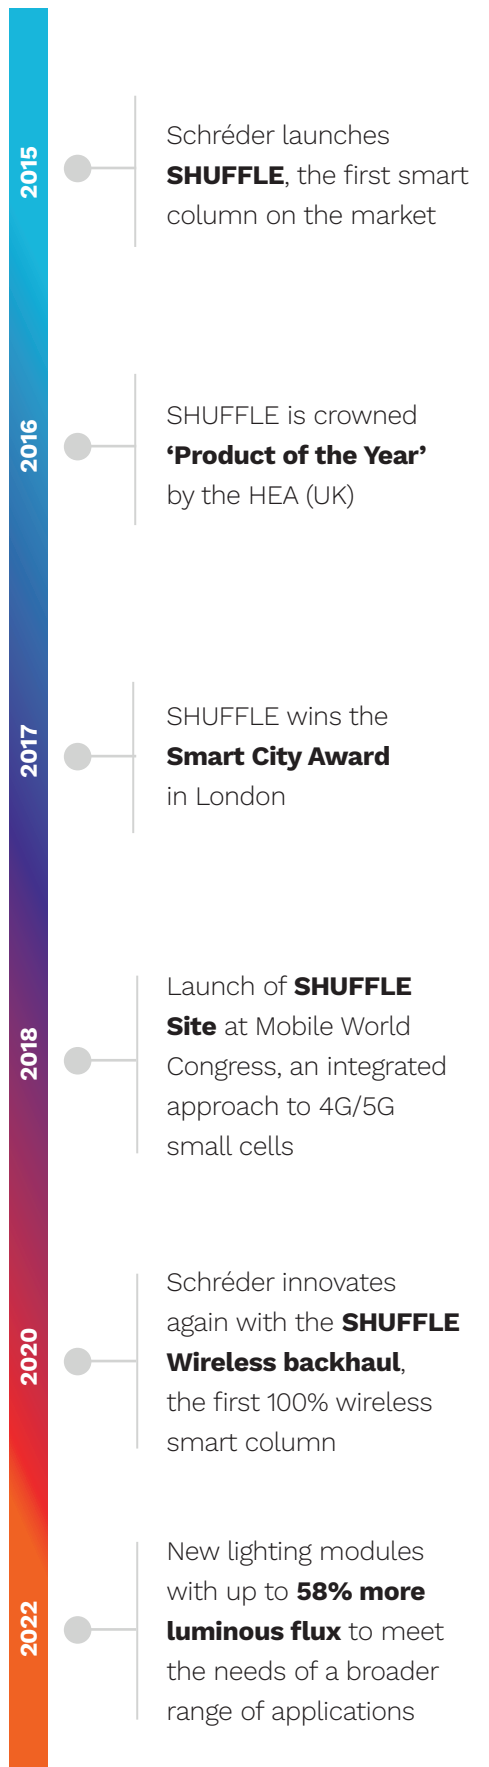 2015
Schréder launches
SHUFFLE, the first smart
column on the market
2016
SHUFFLE is crowned
‘Product of the Year’
by the HEA (UK)
2017
SHUFFLE wins the
Smart City Award
in London
2018
Launch of SHUFFLE
Site at Mobile World
Congress, an integrated
approach to 4G/5G
small cells
2020
Schréder innovates
again with the SHUFFLE
Wireless backhaul,
the first 100% wireless
smart column
2022
New lighting modules
with up to 58% more
luminous flux to meet
the needs of a broader
range of applications